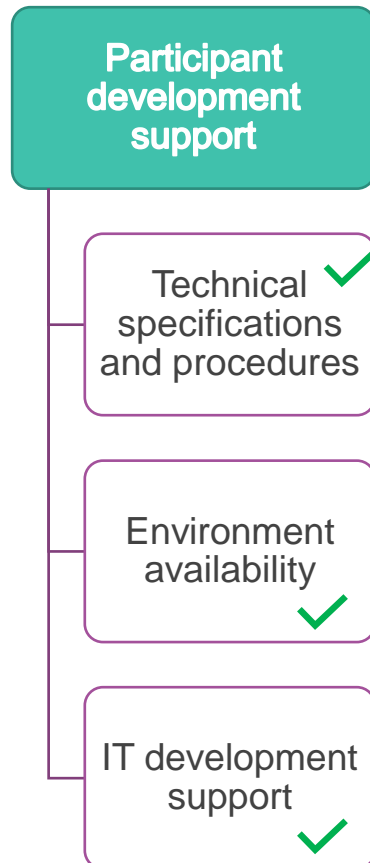 Participant
development
support
Technical
specifications
and procedures
Environment
availability
IT development
support